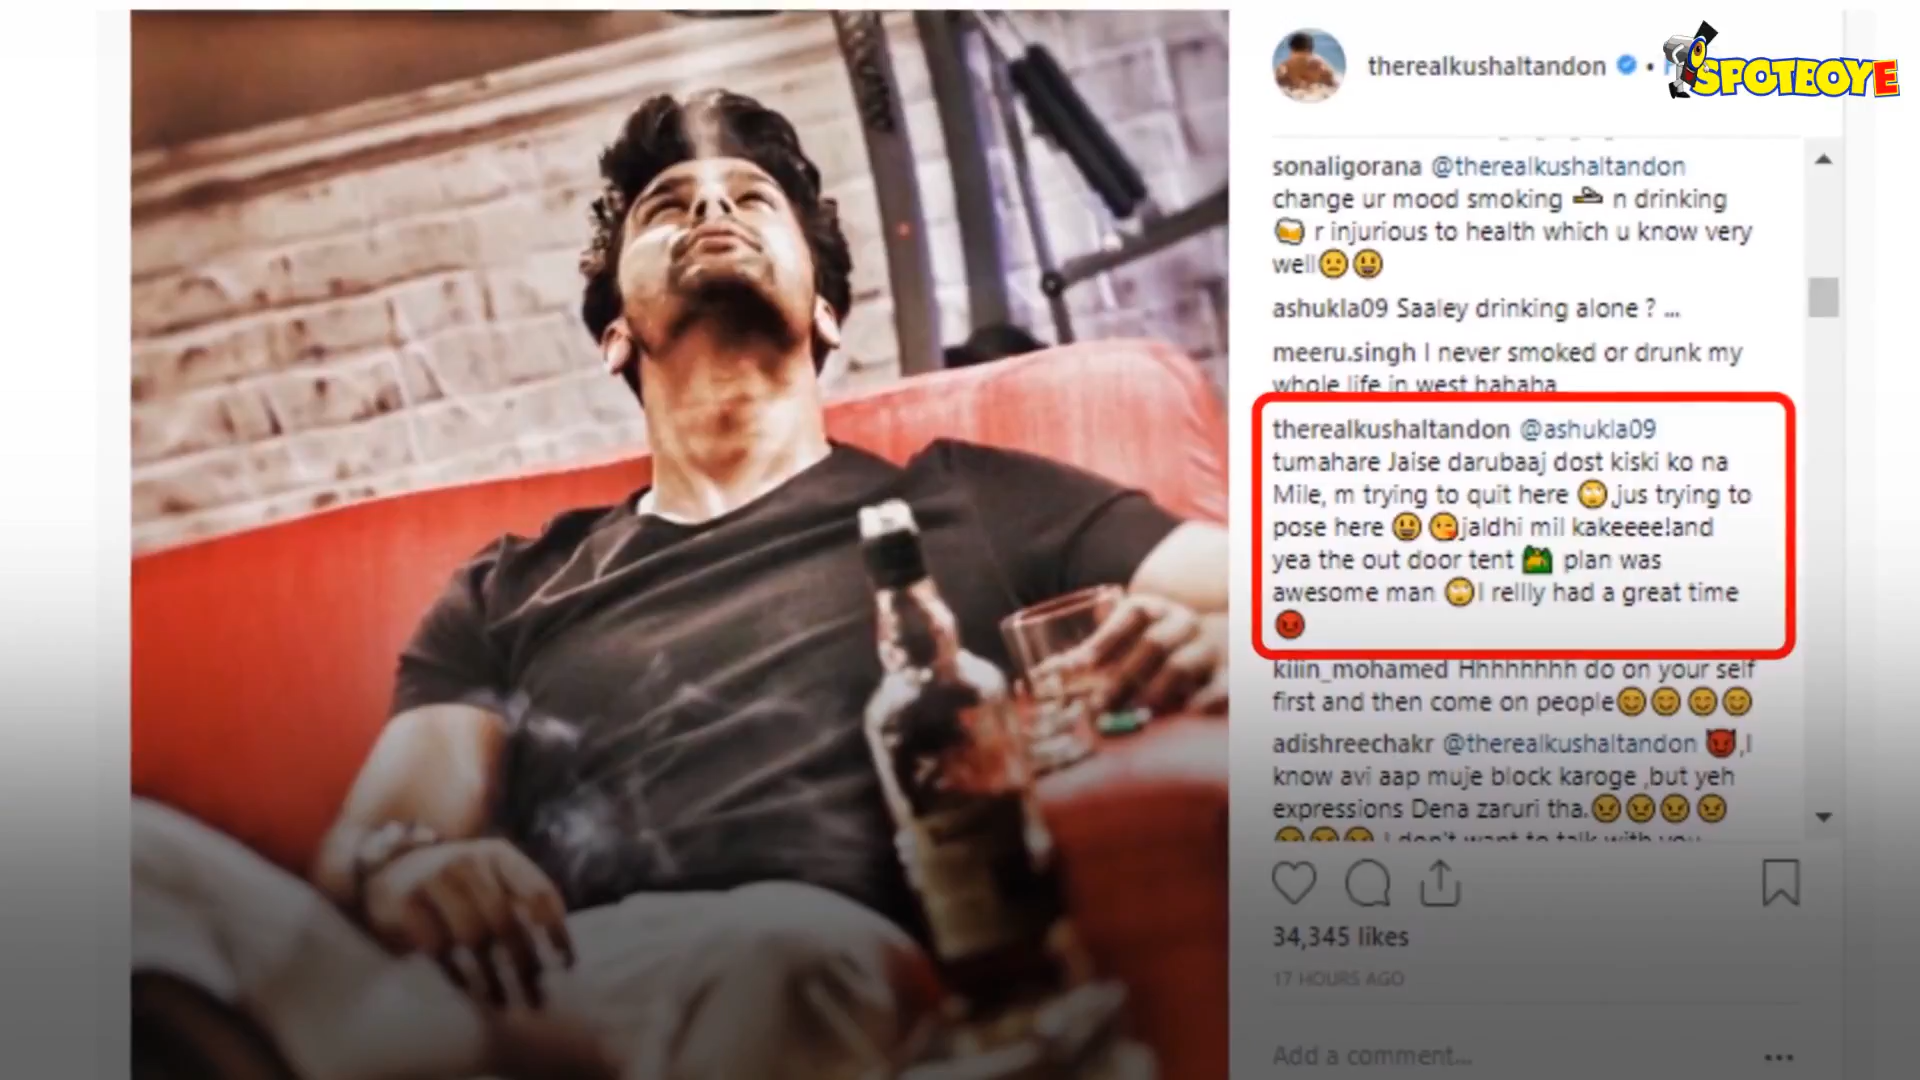 therealkushaltandon
SPOTBOYE
sonaligorana @therealkushaltandon
change ur mood smoking n drinking
r injurious to health which u know very
well
ashukla09 Saaley drinking alone ? ...
meeru.singh I never smoked or drunk my
whole life in west hahaha
therealkushaltandon @ashukla09
tumahare Jaise darubaaj dost kiski ko na
Mile, m trying to quit here 🙄,jus trying to
pose here 😀 😘jaldhi mil kakeeee!and
yea the out door tent plan was
awesome man 🙄I rellly had a great time
😈
kiiin_mohamed Hhhhhhhh do on your self
first and then come on people😊😊😊😊
adishreechakr @therealkushaltandon 😈,I
know avi aap muje block karoge ,but yeh
expressions Dena zaruri tha.😠😠😠😠
I don't want to talk with you
34,345 likes
17 HOURS AGO
Add a comment...